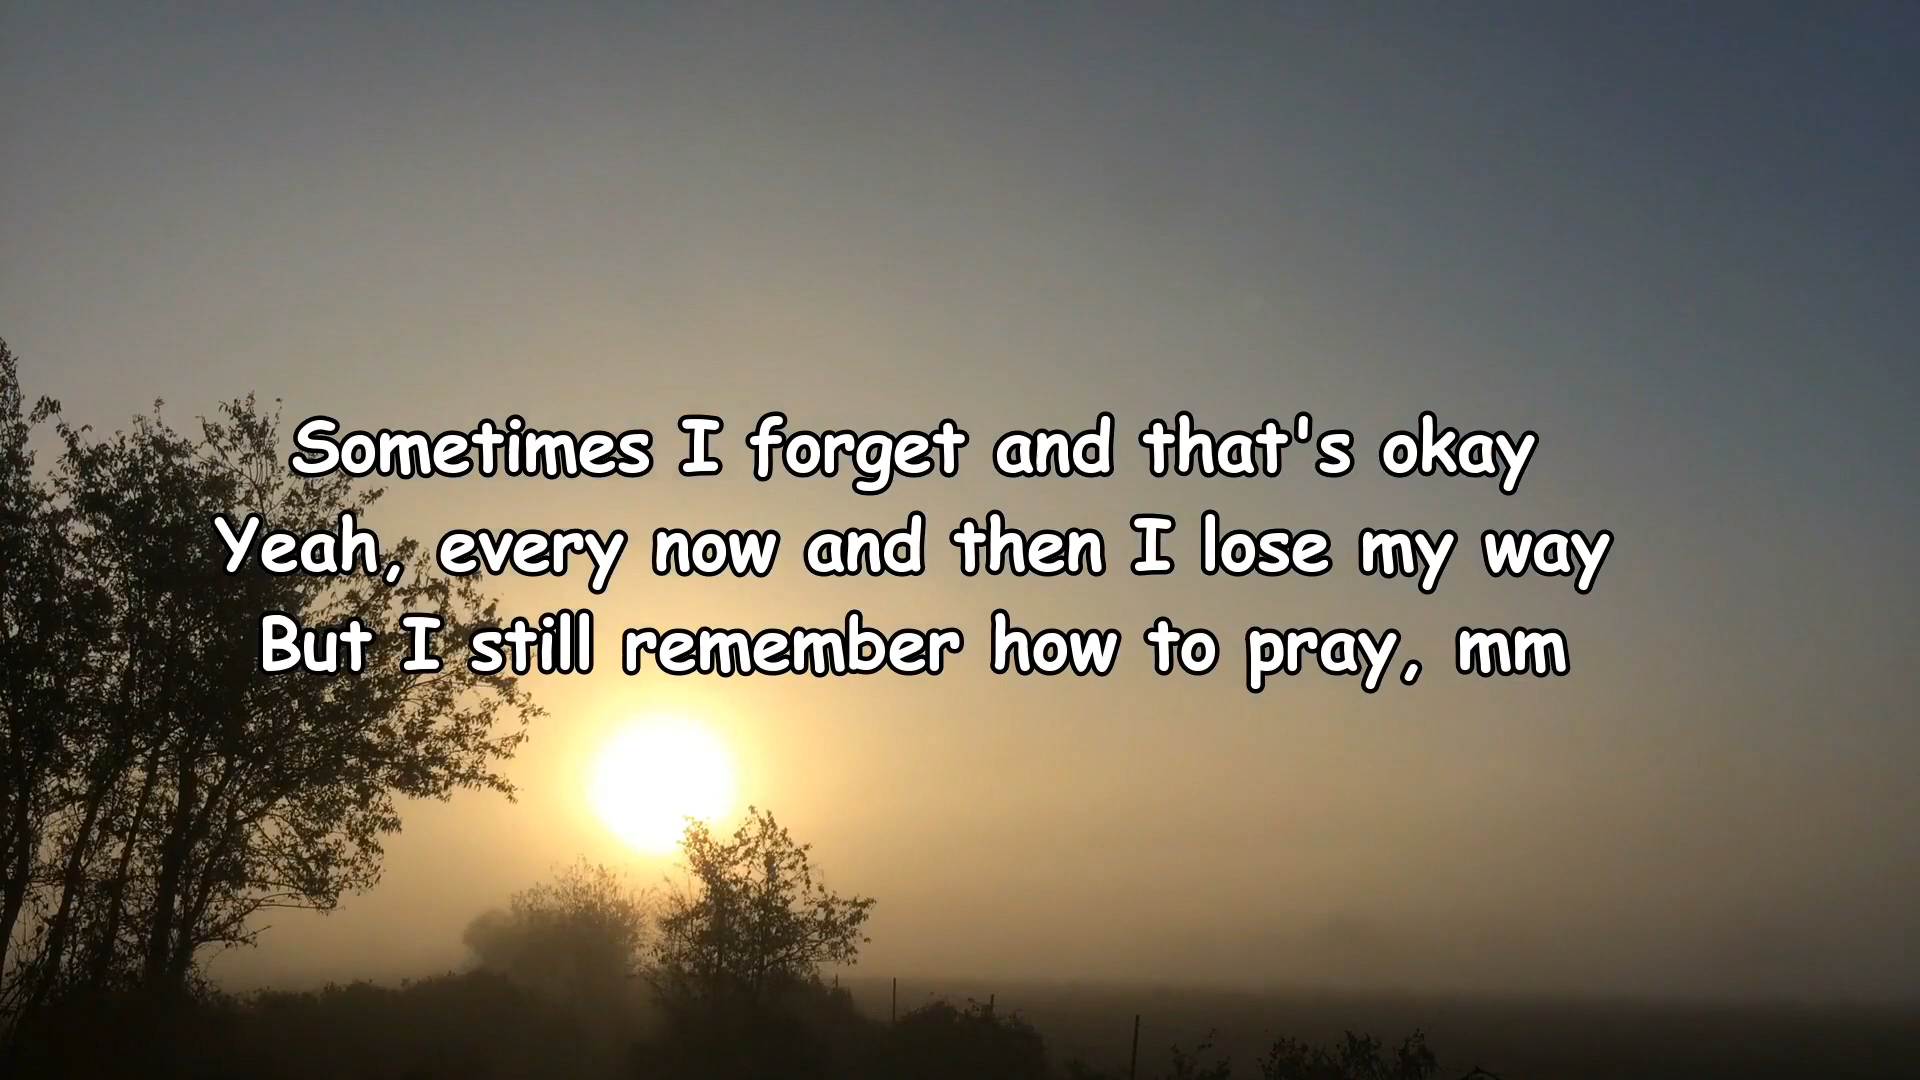 Sometimes I forget and that's okay
Yeah, every now and then I lose my way
But I still remember how to pray, mm